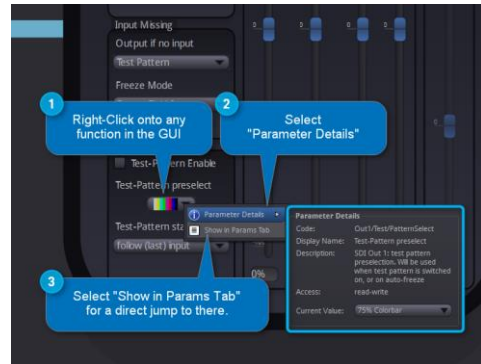 Input Missing
Output if no input
Test Pattern
Freeze Mode
1
Right-Click onto any
function in the GUI
2
Select
"Parameter Details"
Test-Pattern Enable
Test-Pattern preselect
Parameter Details
Show in Params Tab
Test-Pattern sta
follow (last) input
0%
3
Select "Show in Params Tab"
for a direct jump to there.
Parameter Details
Code: Out1/Test/PatternSelect
Display Name: Test-Pattern preselect
Description: SDI Out 1: test pattern
preselection. Will be used
when test pattern is switched
on, or on auto-freeze
Access: read-write
Current Value: 75% Colorbar